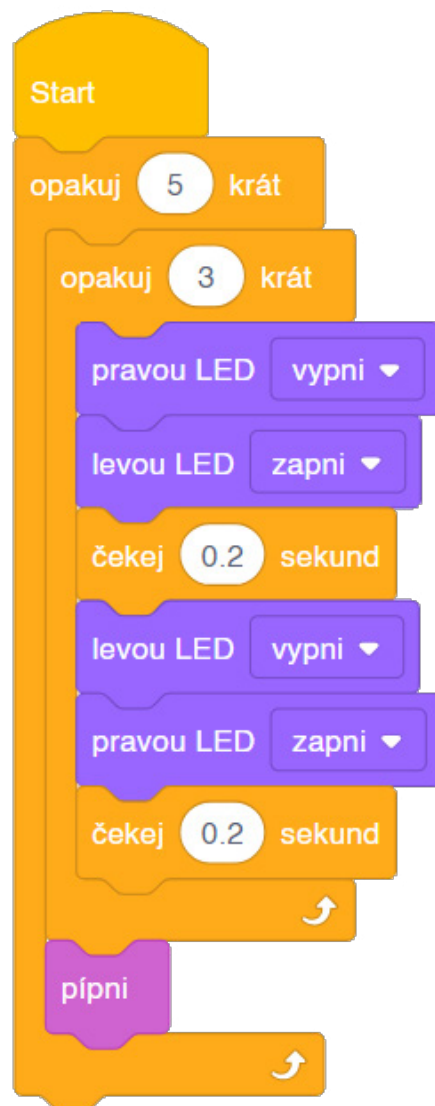 Start
opakuj 5 krát
opakuj 3 krát
pravou LED vypni
levou LED zapni
čekej 0.2 sekund
levou LED vypni
pravou LED zapni
čekej 0.2 sekund
pípni